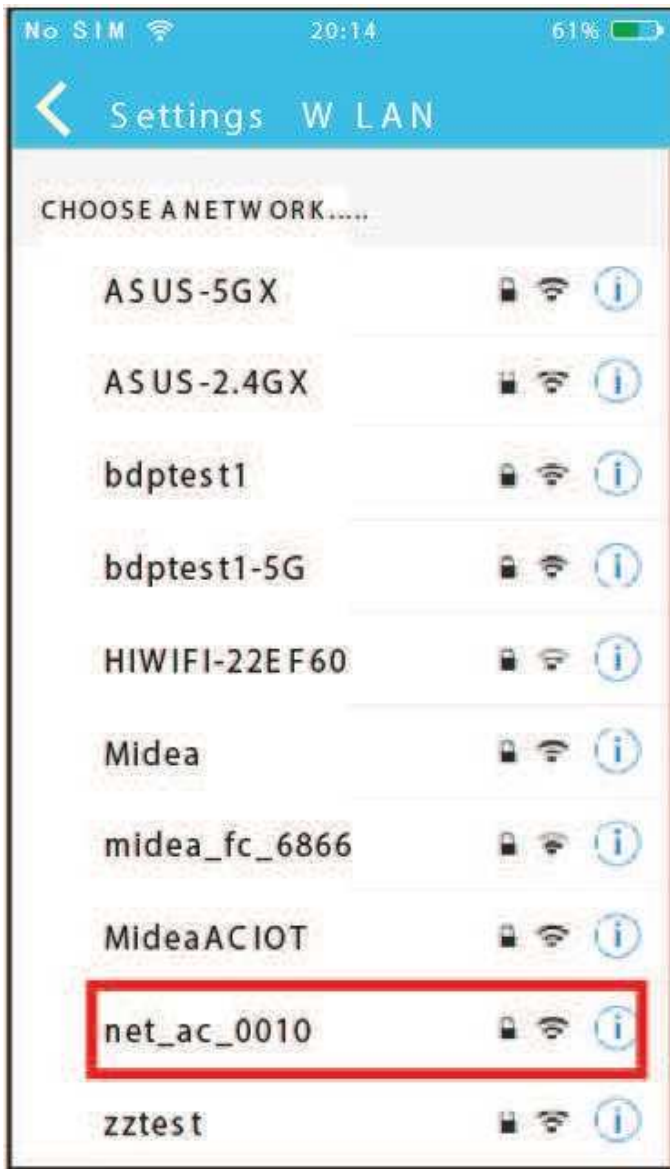 No SIM 20:14 61%
Settings WLAN
CHOOSE A NETWORK.....
ASUS-5GX
ASUS-2.4GX
bdptest1
bdptest1-5G
HIWIFI-22EF60
Midea
midea_fc_6866
MideaACIOT
net_ac_0010
zztest